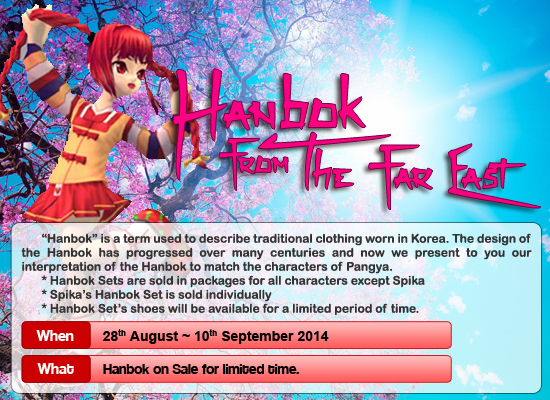 Hanbok
From The Far East
"Hanbok" is a term used to describe traditional clothing worn in Korea. The design of
the Hanbok has progressed over many centuries and now we present to you our
interpretation of the Hanbok to match the characters of Pangya.
* Hanbok Sets are sold in packages for all characters except Spika
* Spika's Hanbok Set is sold individually
* Hanbok Set's shoes will be available for a limited period of time.
When 28th August ~ 10th September 2014
What Hanbok on Sale for limited time.